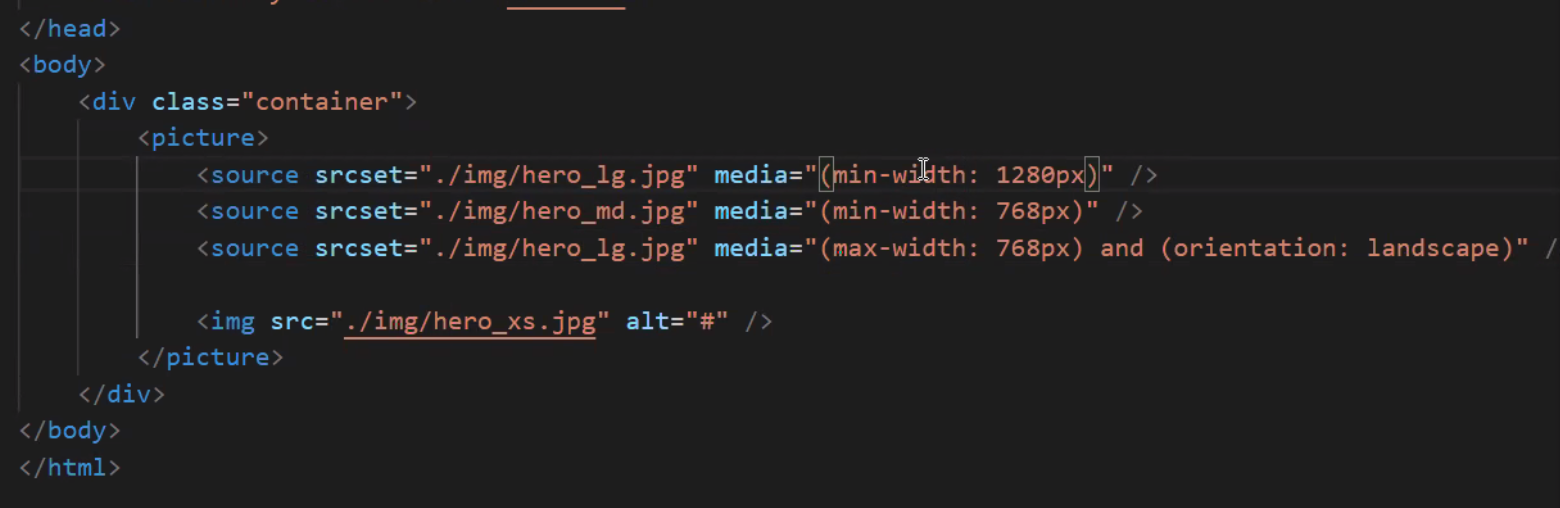 </head>
<body>
    <div class="container">
        <picture>
            <source srcset="./img/hero_lg.jpg" media="(min-width: 1280px)" />
            <source srcset="./img/hero_md.jpg" media="(min-width: 768px)" />
            <source srcset="./img/hero_lg.jpg" media="(max-width: 768px) and (orientation: landscape)" /
            <img src="./img/hero_xs.jpg" alt="#" />
        </picture>
    </div>
</body>
</html>